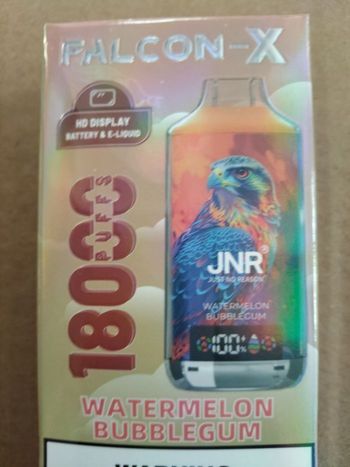 FALCON-X
HD DISPLAY
BATTERY & E-LIQUID
18000
PUFFS
JNR
JUST NO REASON
WATERMELON
BUBBLEGUM
100%
WATERMELON
BUBBLEGUM